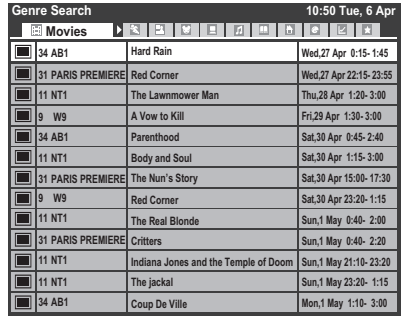 Genre Search 10:50 Tue, 6 Apr
Movies
34 AB1 Hard Rain Wed,27 Apr 0:15- 1:45
31 PARIS PREMIERE Red Corner Wed,27 Apr 22:15- 23:55
11 NT1 The Lawnmower Man Thu,28 Apr 1:20- 3:00
9 W9 A Vow to Kill Fri,29 Apr 1:30- 3:00
34 AB1 Parenthood Sat,30 Apr 0:45- 2:40
11 NT1 Body and Soul Sat,30 Apr 1:15- 3:00
31 PARIS PREMIERE The Nun's Story Sat,30 Apr 15:00- 17:30
9 W9 Red Corner Sat,30 Apr 23:20- 1:15
11 NT1 The Real Blonde Sun,1 May 0:40- 2:00
31 PARIS PREMIERE Critters Sun,1 May 0:40- 2:20
11 NT1 Indiana Jones and the Temple of Doom Sun,1 May 21:10- 23:20
11 NT1 The jackal Sun,1 May 23:20- 1:15
34 AB1 Coup De Ville Mon,1 May 1:10- 3:00